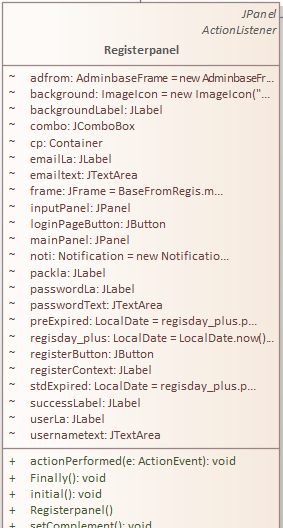 JPanel
ActionListener
Registerpanel
~ adfrom: AdminbaseFrame = new AdminbaseFr...
~ background: ImageIcon = new ImageIcon("...
~ backgroundLabel: JLabel
~ combo: JComboBox
~ cp: Container
~ emailLa: JLabel
~ emailtext: JTextArea
~ frame: JFrame = BaseFromRegis.m...
~ inputPanel: JPanel
~ loginPageButton: JButton
~ mainPanel: JPanel
~ noti: Notification = new Notificatio...
~ packla: JLabel
~ passwordLa: JLabel
~ passwordText: JTextArea
~ preExpired: LocalDate = regisday_plus.p...
~ regisday_plus: LocalDate = LocalDate.now()...
~ registerButton: JButton
~ registerContext: JLabel
~ stdExpired: LocalDate = regisday_plus.p...
~ successLabel: JLabel
~ userLa: JLabel
~ usernametext: JTextArea
+ actionPerformed(e: ActionEvent): void
+ Finally(): void
+ initial(): void
+ Registerpanel()
+ setComplement(): void